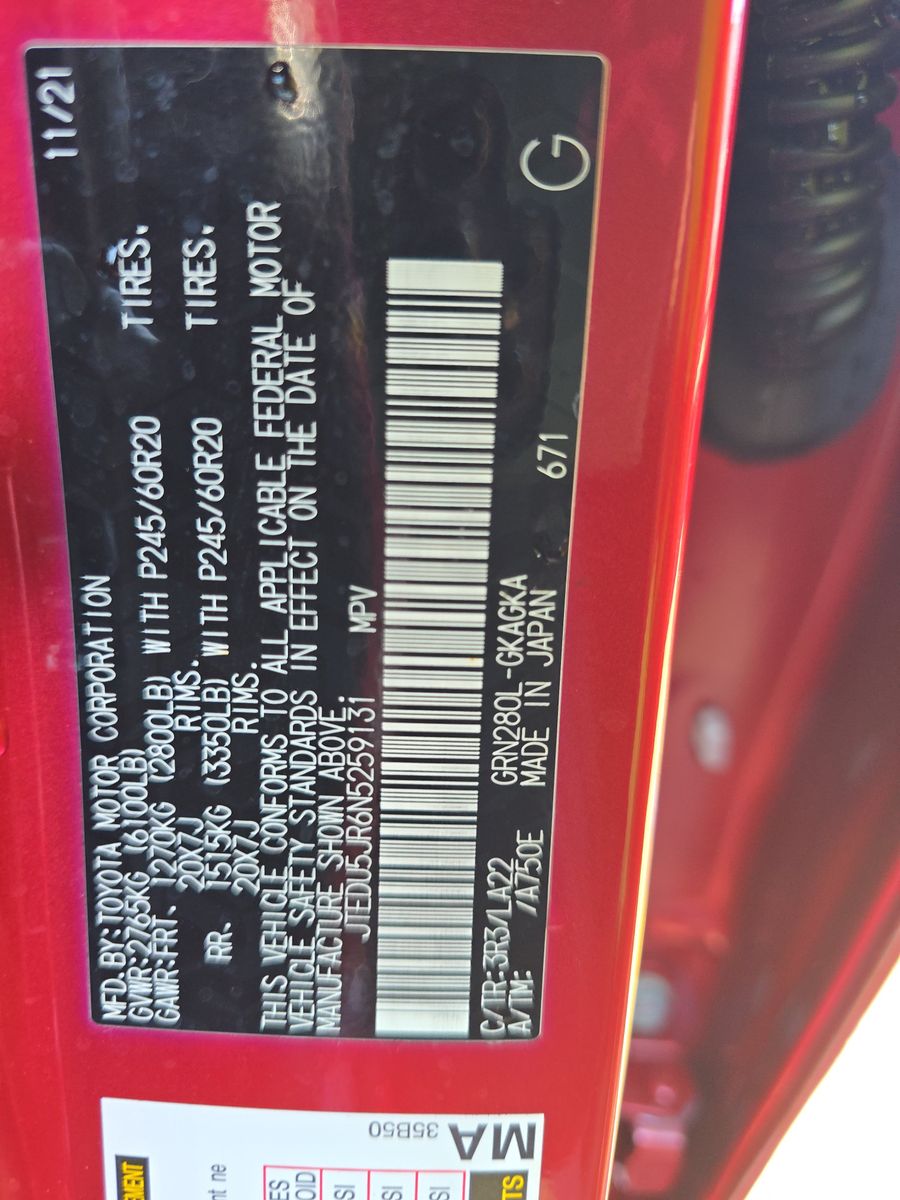 11/21
MFD. BY:TOYOTA MOTOR CORPORATION
GVWR:2765KG (6100LB)
GAWR:FRT. 1270KG (2800LB) WITH P245/60R20 TIRES.
20X7J RIMS.
RR. 1515KG (3350LB) WITH P245/60R20 TIRES.
20X7J RIMS.
THIS VEHICLE CONFORMS TO ALL APPLICABLE FEDERAL MOTOR
VEHICLE SAFETY STANDARDS IN EFFECT ON THE DATE OF
MANUFACTURE SHOWN ABOVE.
JTEDU5JR6N5259131 MPV
C/TR:3R3/LA22 GRN280L-GKAGKA
A/TM: /A750E MADE IN JAPAN 671
G
MA
35B50